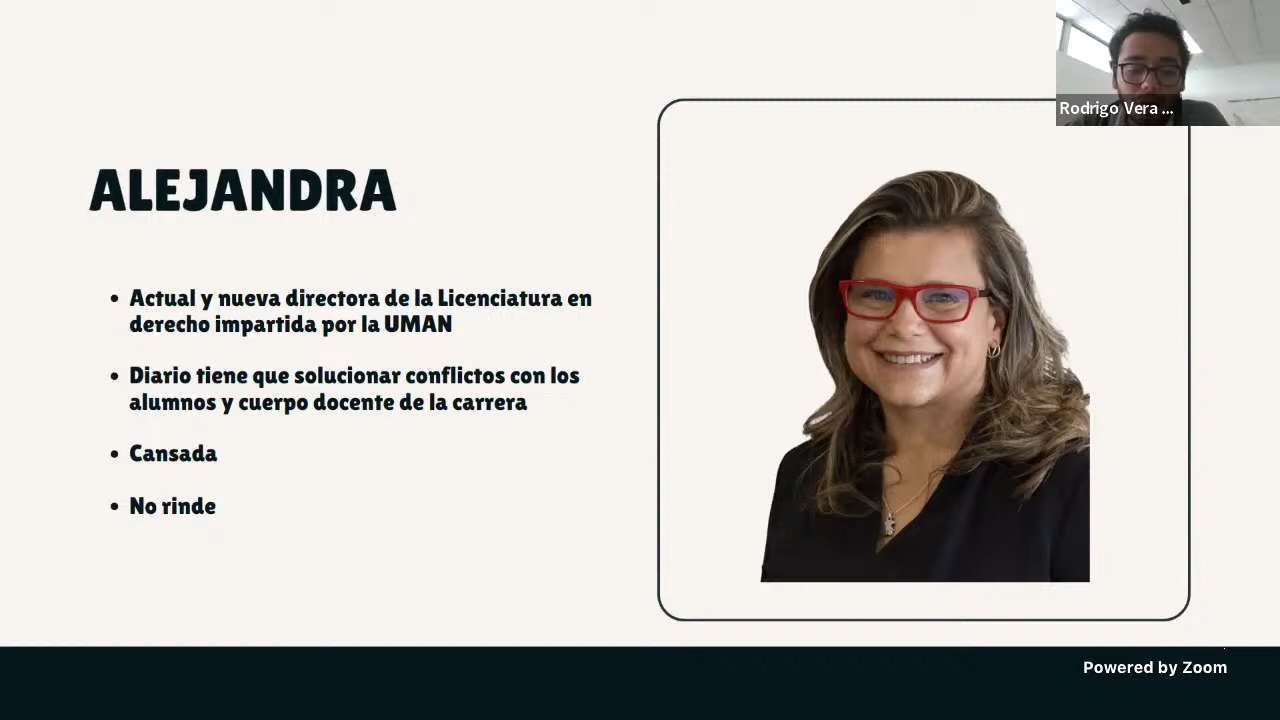 Rodrigo Vera ...
ALEJANDRA
• Actual y nueva directora de la Licenciatura en
derecho impartida por la UMAN
• Diario tiene que solucionar conflictos con los
alumnos y cuerpo docente de la carrera
• Cansada
• No rinde
Powered by Zoom